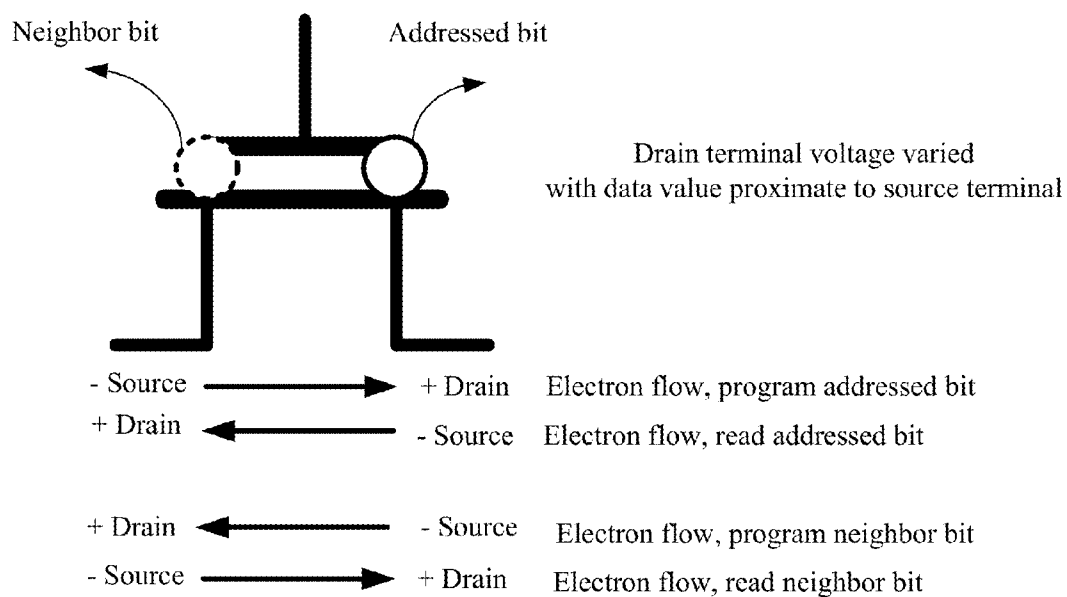 Neighbor bit
Addressed bit
Drain terminal voltage varied
with data value proximate to source terminal
- Source + Drain Electron flow, program addressed bit
+ Drain - Source Electron flow, read addressed bit
+ Drain - Source Electron flow, program neighbor bit
- Source + Drain Electron flow, read neighbor bit